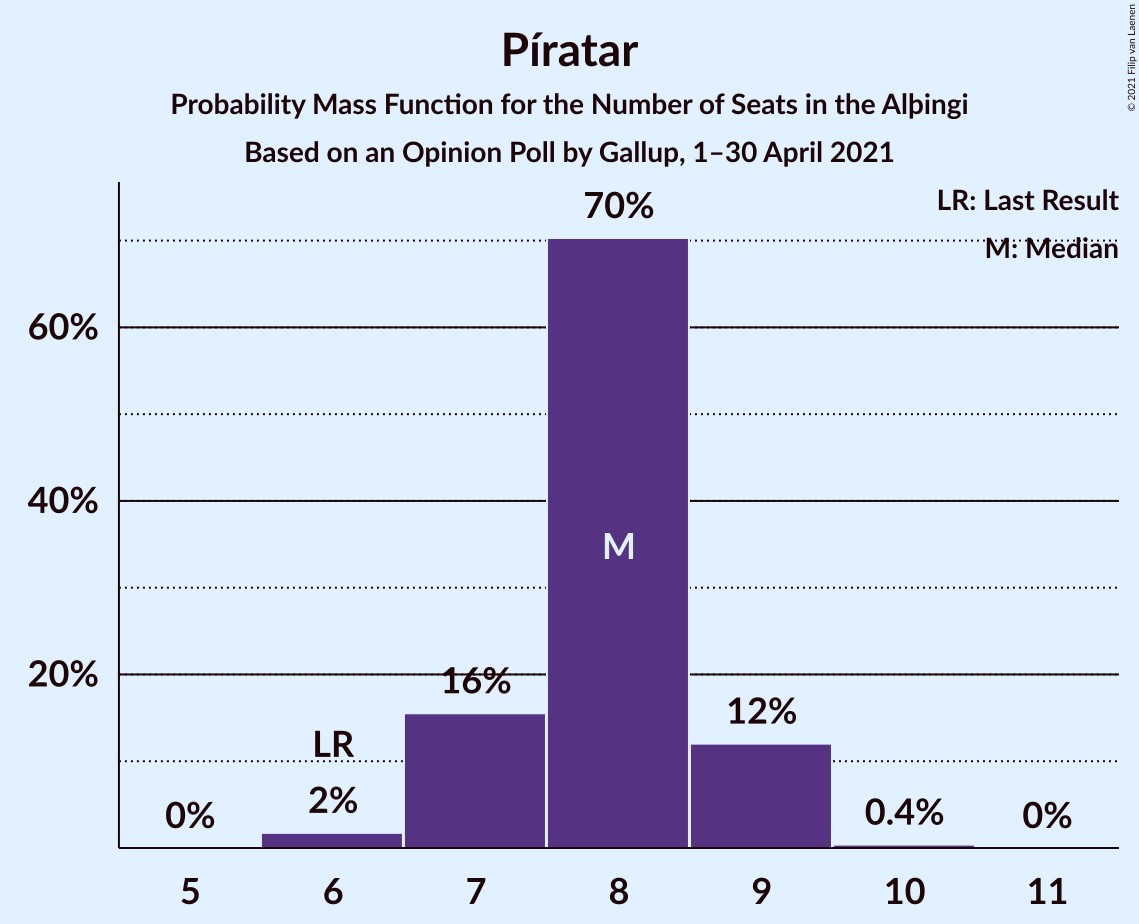 Píratar
Probability Mass Function for the Number of Seats in the Alþingi
Based on an Opinion Poll by Gallup, 1–30 April 2021
© 2021 Filip van Laenen
LR: Last Result
M: Median
70%
60%
40%
M
20%
16%
12%
LR
2%
0%
0.4%
0%
5 6 7 8 9 10 11